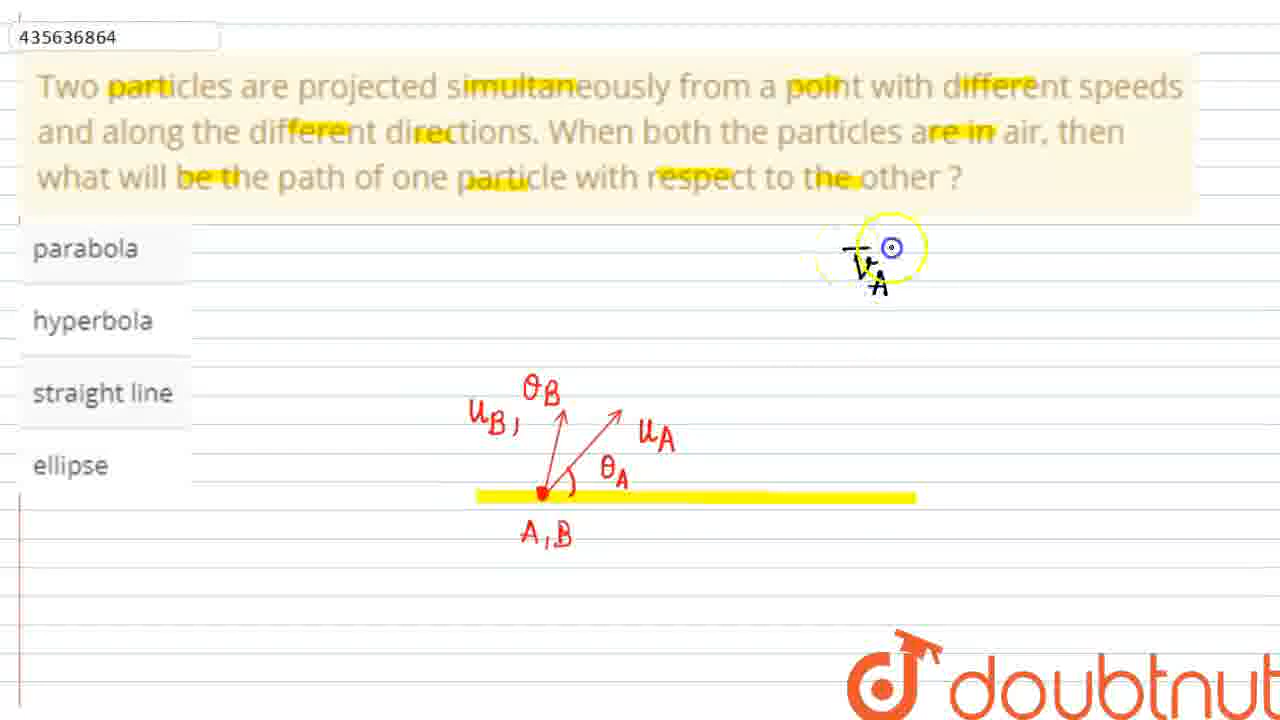 435636864
Two particles are projected simultaneously from a point with different speeds
and along the different directions. When both the particles are in air, then
what will be the path of one particle with respect to the other ?
parabola
hyperbola
straight line
ellipse
V_A
θ_B
u_B,
u_A
θ_A
A, B
doubtnut